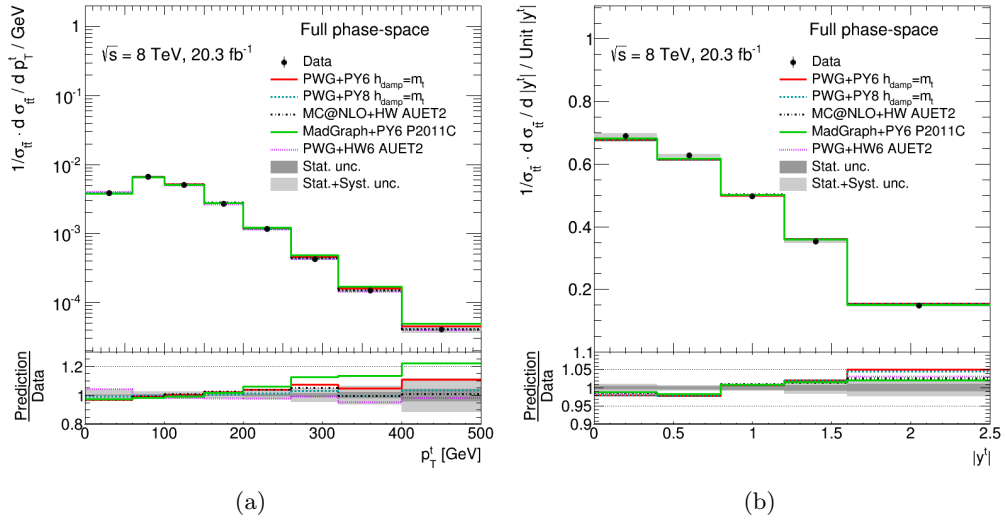 1/σ_tt̄ · d σ_tt̄ / d p_T^t / GeV
Full phase-space
√s = 8 TeV, 20.3 fb⁻¹
Data
PWG+PY6 h_damp=m_t
PWG+PY8 h_damp=m_t
MC@NLO+HW AUET2
MadGraph+PY6 P2011C
PWG+HW6 AUET2
Stat. unc.
Stat.+Syst. unc.
1
10⁻¹
10⁻²
10⁻³
10⁻⁴
Prediction
Data
1.2
1
0.8
0 100 200 300 400 500
p_T^t [GeV]
(a)
1/σ_tt̄ · d σ_tt̄ / d |y^t| / Unit |y^t|
Full phase-space
√s = 8 TeV, 20.3 fb⁻¹
Data
PWG+PY6 h_damp=m_t
PWG+PY8 h_damp=m_t
MC@NLO+HW AUET2
MadGraph+PY6 P2011C
PWG+HW6 AUET2
Stat. unc.
Stat.+Syst. unc.
1
0.8
0.6
0.4
0.2
Prediction
Data
1.1
1.05
1
0.95
0.9
0 0.5 1 1.5 2 2.5
|y^t|
(b)